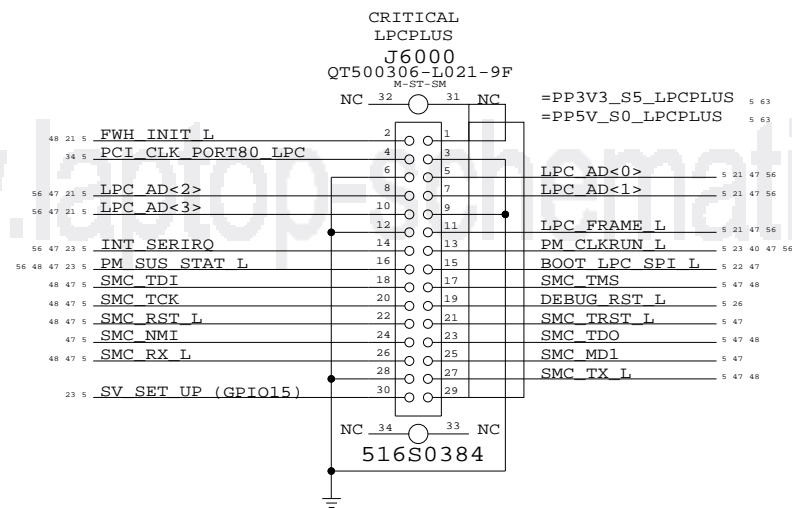 CRITICAL
LPCPLUS
J6000
QT500306-L021-9F
M-ST-SM
NC 32 31 NC
=PP3V3_S5_LPCPLUS 5 63
=PP5V_S0_LPCPLUS 5 63
48 21 5 FWH_INIT_L 2 1
34 5 PCI_CLK_PORT80_LPC 4 3
6 5 LPC_AD<0> 5 21 47 56
56 47 21 5 LPC_AD<2> 8 7 LPC_AD<1> 5 21 47 56
56 47 21 5 LPC_AD<3> 10 9
12 11 LPC_FRAME_L 5 21 47 56
56 47 23 5 INT_SERIRQ 14 13 PM_CLKRUN_L 5 23 40 47 56
56 48 47 23 5 PM_SUS_STAT_L 16 15 BOOT_LPC_SPI_L 5 22 47
48 47 5 SMC_TDI 18 17 SMC_TMS 5 47 48
48 47 5 SMC_TCK 20 19 DEBUG_RST_L 5 26
48 47 5 SMC_RST_L 22 21 SMC_TRST_L 5 47
47 5 SMC_NMI 24 23 SMC_TDO 5 47 48
48 47 5 SMC_RX_L 26 25 SMC_MD1 5 47
28 27 SMC_TX_L 5 47 48
23 5 SV_SET_UP (GPIO15) 30 29
NC 34 33 NC
516S0384
.laptop-schemati